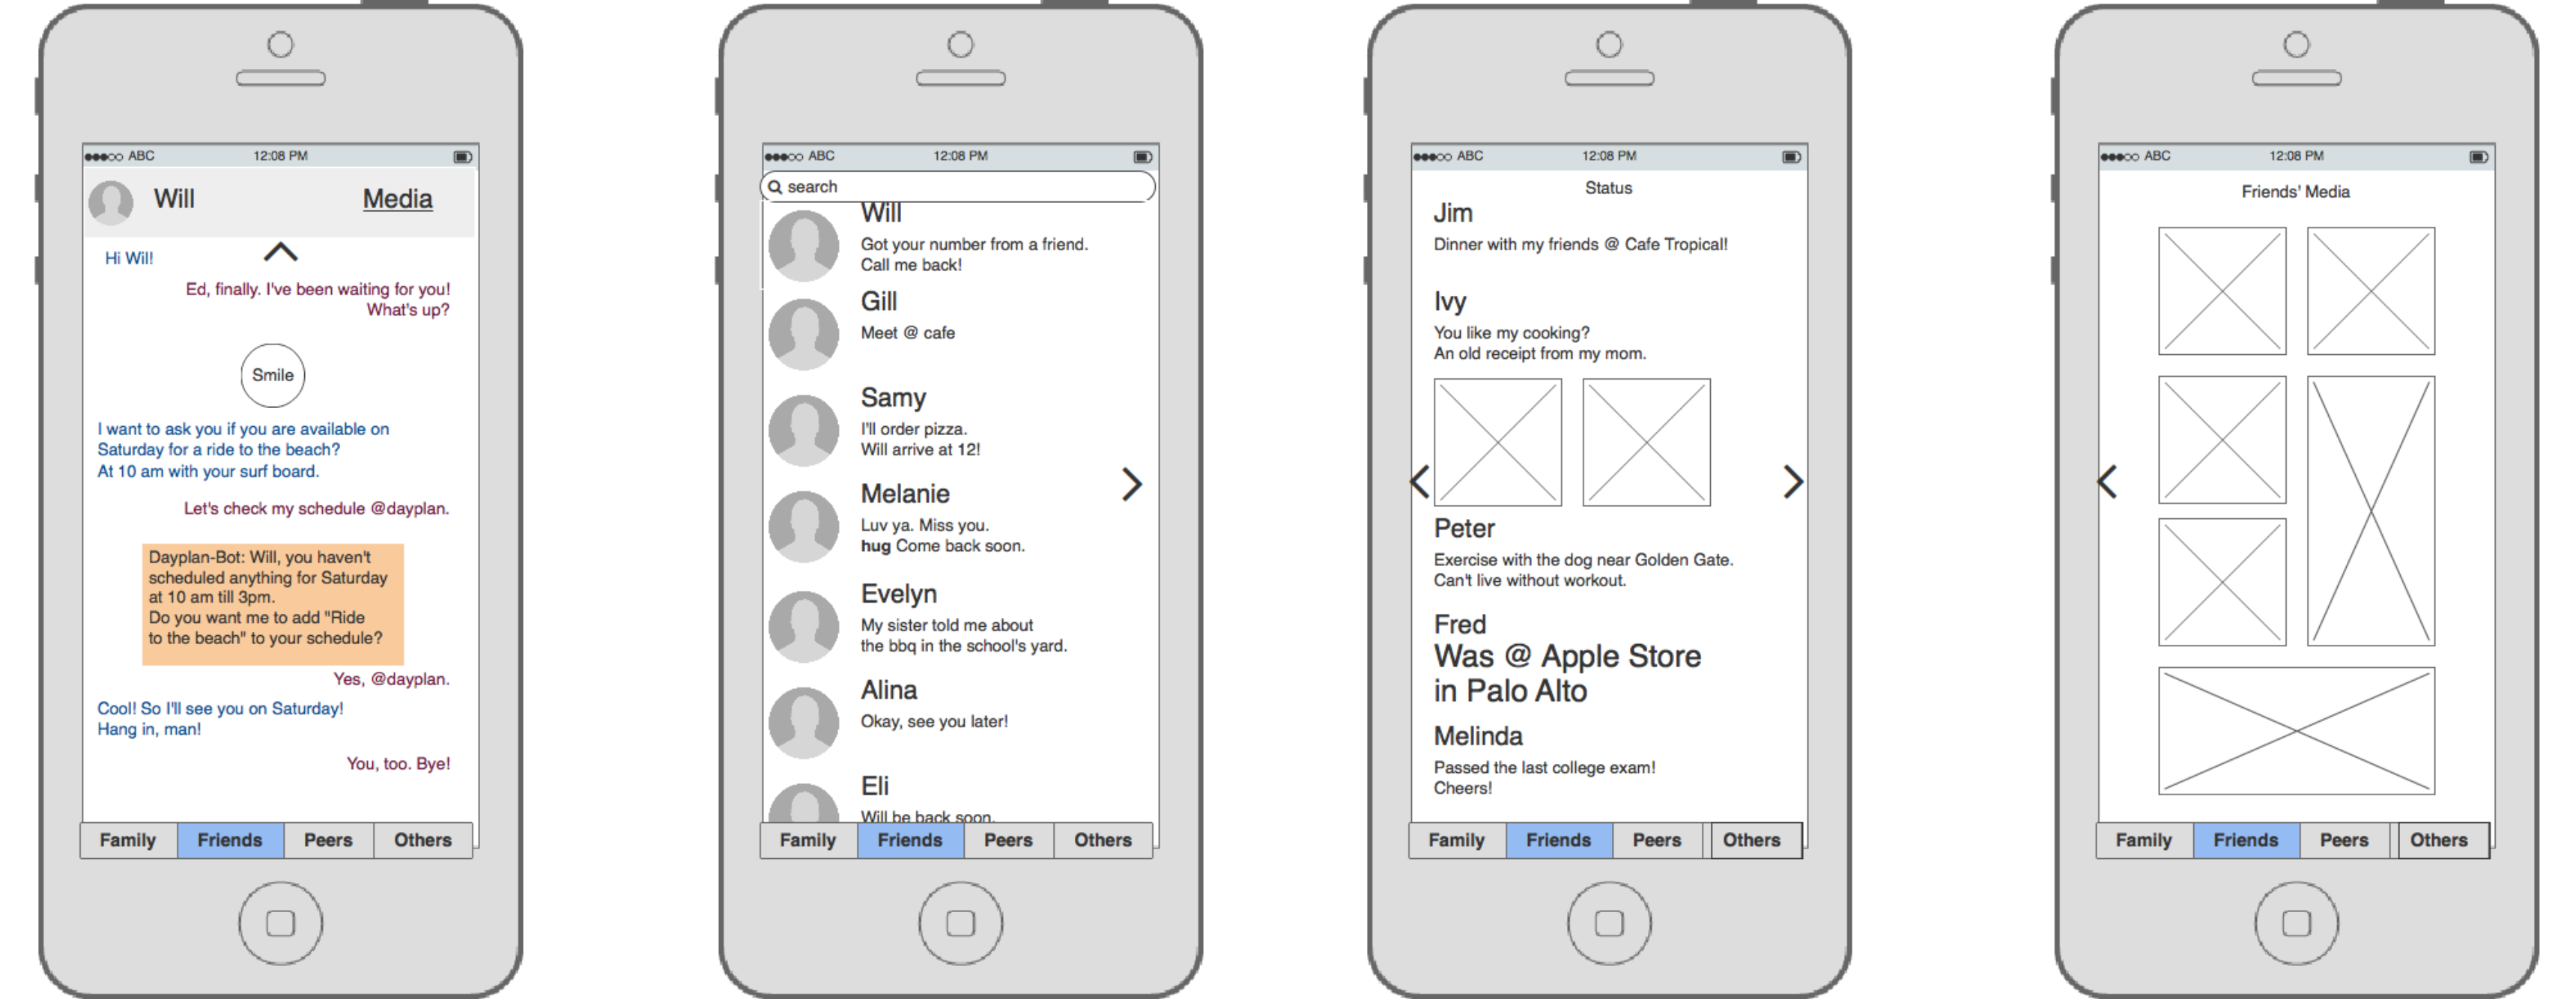 ABC 12:08 PM
Will Media
Hi Will!
Ed, finally. I've been waiting for you!
What's up?
Smile
I want to ask you if you are available on
Saturday for a ride to the beach?
At 10 am with your surf board.
Let's check my schedule @dayplan.
Dayplan-Bot: Will, you haven't
scheduled anything for Saturday
at 10 am till 3pm.
Do you want me to add "Ride
to the beach" to your schedule?
Yes, @dayplan.
Cool! So I'll see you on Saturday!
Hang in, man!
You, too. Bye!
Family Friends Peers Others
ABC 12:08 PM
search
Will
Got your number from a friend.
Call me back!
Gill
Meet @ cafe
Samy
I'll order pizza.
Will arrive at 12!
Melanie
Luv ya. Miss you.
hug Come back soon.
Evelyn
My sister told me about
the bbq in the school's yard.
Alina
Okay, see you later!
Eli
Will be back soon.
Family Friends Peers Others
ABC 12:08 PM
Status
Jim
Dinner with my friends @ Cafe Tropical!
Ivy
You like my cooking?
An old receipt from my mom.
Peter
Exercise with the dog near Golden Gate.
Can't live without workout.
Fred
Was @ Apple Store
in Palo Alto
Melinda
Passed the last college exam!
Cheers!
Family Friends Peers Others
ABC 12:08 PM
Friends' Media
Family Friends Peers Others